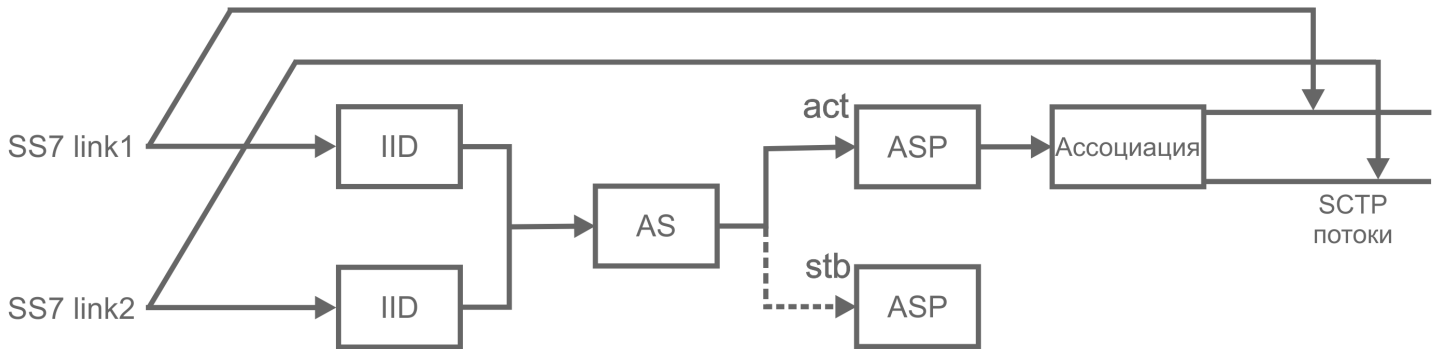 act
SS7 link1
IID
ASP
Ассоциация
AS
SCTP
потоки
stb
SS7 link2
IID
ASP